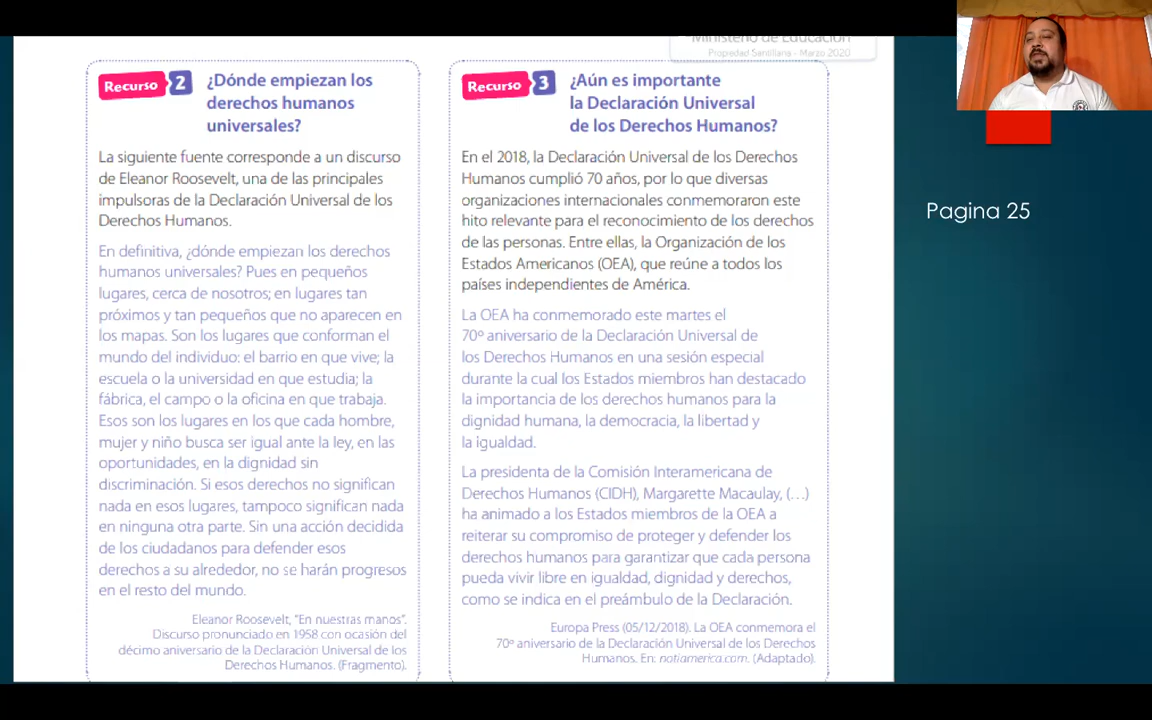 Ministerio de Educación
Propiedad Santillana - Marzo 2020
Recurso 2
¿Dónde empiezan los
derechos humanos
universales?
La siguiente fuente corresponde a un discurso
de Eleanor Roosevelt, una de las principales
impulsoras de la Declaración Universal de los
Derechos Humanos.
En definitiva, ¿dónde empiezan los derechos
humanos universales? Pues en pequeños
lugares, cerca de nosotros; en lugares tan
próximos y tan pequeños que no aparecen en
los mapas. Son los lugares que conforman el
mundo del individuo: el barrio en que vive; la
escuela o la universidad en que estudia; la
fábrica, el campo o la oficina en que trabaja.
Esos son los lugares en los que cada hombre,
mujer y niño busca ser igual ante la ley, en las
oportunidades, en la dignidad sin
discriminación. Si esos derechos no significan
nada en esos lugares, tampoco significan nada
en ninguna otra parte. Sin una acción decidida
de los ciudadanos para defender esos
derechos a su alrededor, no se harán progresos
en el resto del mundo.
Eleanor Roosevelt, "En nuestras manos".
Discurso pronunciado en 1958 con ocasión del
décimo aniversario de la Declaración Universal de los
Derechos Humanos. (Fragmento).
Recurso 3
¿Aún es importante
la Declaración Universal
de los Derechos Humanos?
En el 2018, la Declaración Universal de los Derechos
Humanos cumplió 70 años, por lo que diversas
organizaciones internacionales conmemoraron este
hito relevante para el reconocimiento de los derechos
de las personas. Entre ellas, la Organización de los
Estados Americanos (OEA), que reúne a todos los
países independientes de América.
La OEA ha conmemorado este martes el
70º aniversario de la Declaración Universal de
los Derechos Humanos en una sesión especial
durante la cual los Estados miembros han destacado
la importancia de los derechos humanos para la
dignidad humana, la democracia, la libertad y
la igualdad.
La presidenta de la Comisión Interamericana de
Derechos Humanos (CIDH), Margarette Macaulay, (…)
ha animado a los Estados miembros de la OEA a
reiterar su compromiso de proteger y defender los
derechos humanos para garantizar que cada persona
pueda vivir libre en igualdad, dignidad y derechos,
como se indica en el preámbulo de la Declaración.
Europa Press (05/12/2018). La OEA conmemora el
70º aniversario de la Declaración Universal de los Derechos
Humanos. En: notiamerica.com. (Adaptado).
Pagina 25